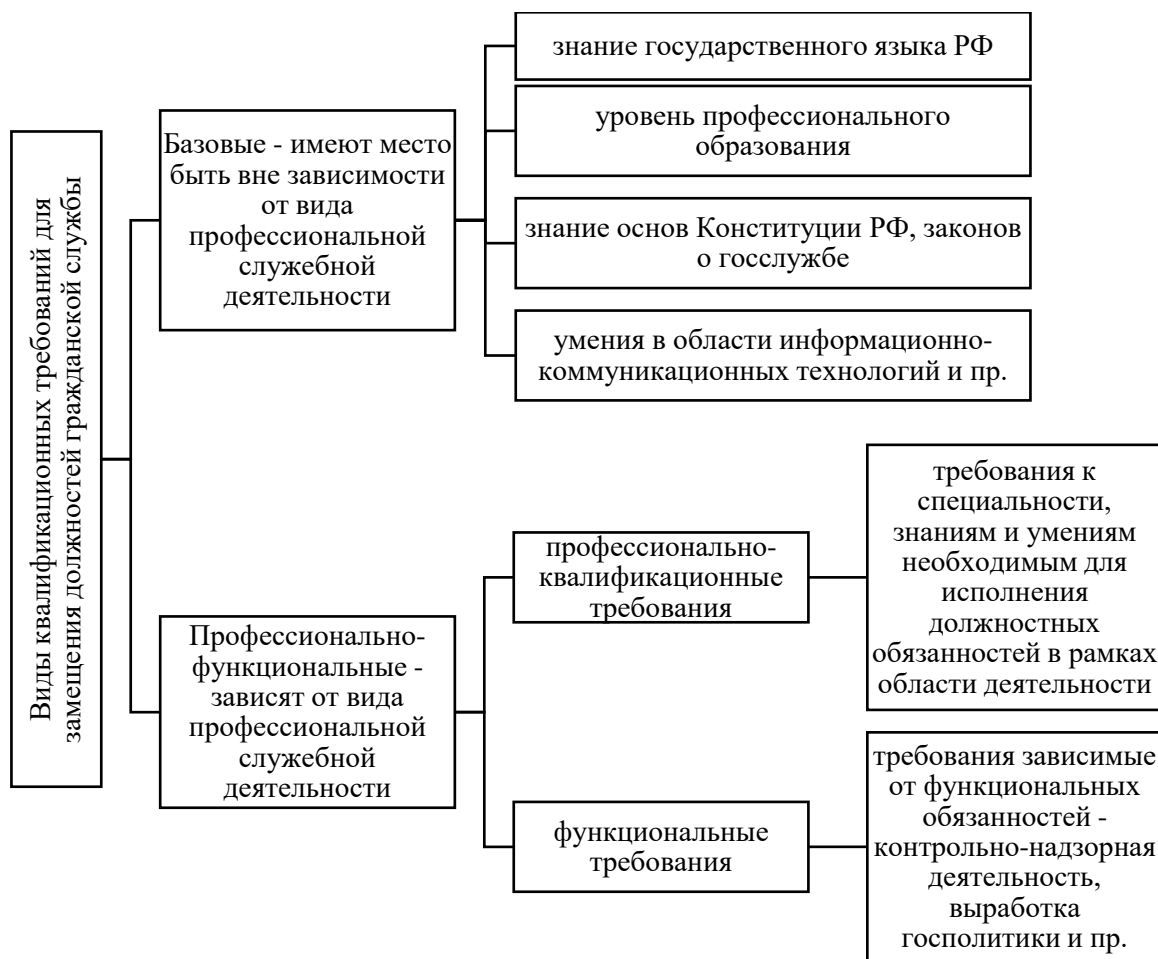 Виды квалификационных требований для
замещения должностей гражданской службы
Базовые - имеют место
быть вне зависимости
от вида
профессиональной
служебной
деятельности
знание государственного языка РФ
уровень профессионального
образования
знание основ Конституции РФ, законов
о госслужбе
умения в области информационно-
коммуникационных технологий и пр.
Профессионально-
функциональные -
зависят от вида
профессиональной
служебной
деятельности
профессионально-
квалификационные
требования
требования к
специальности,
знаниям и умениям
необходимым для
исполнения
должностных
обязанностей в рамках
области деятельности
функциональные
требования
требования зависимые
от функциональных
обязанностей -
контрольно-надзорная
деятельность,
выработка
госполитики и пр.